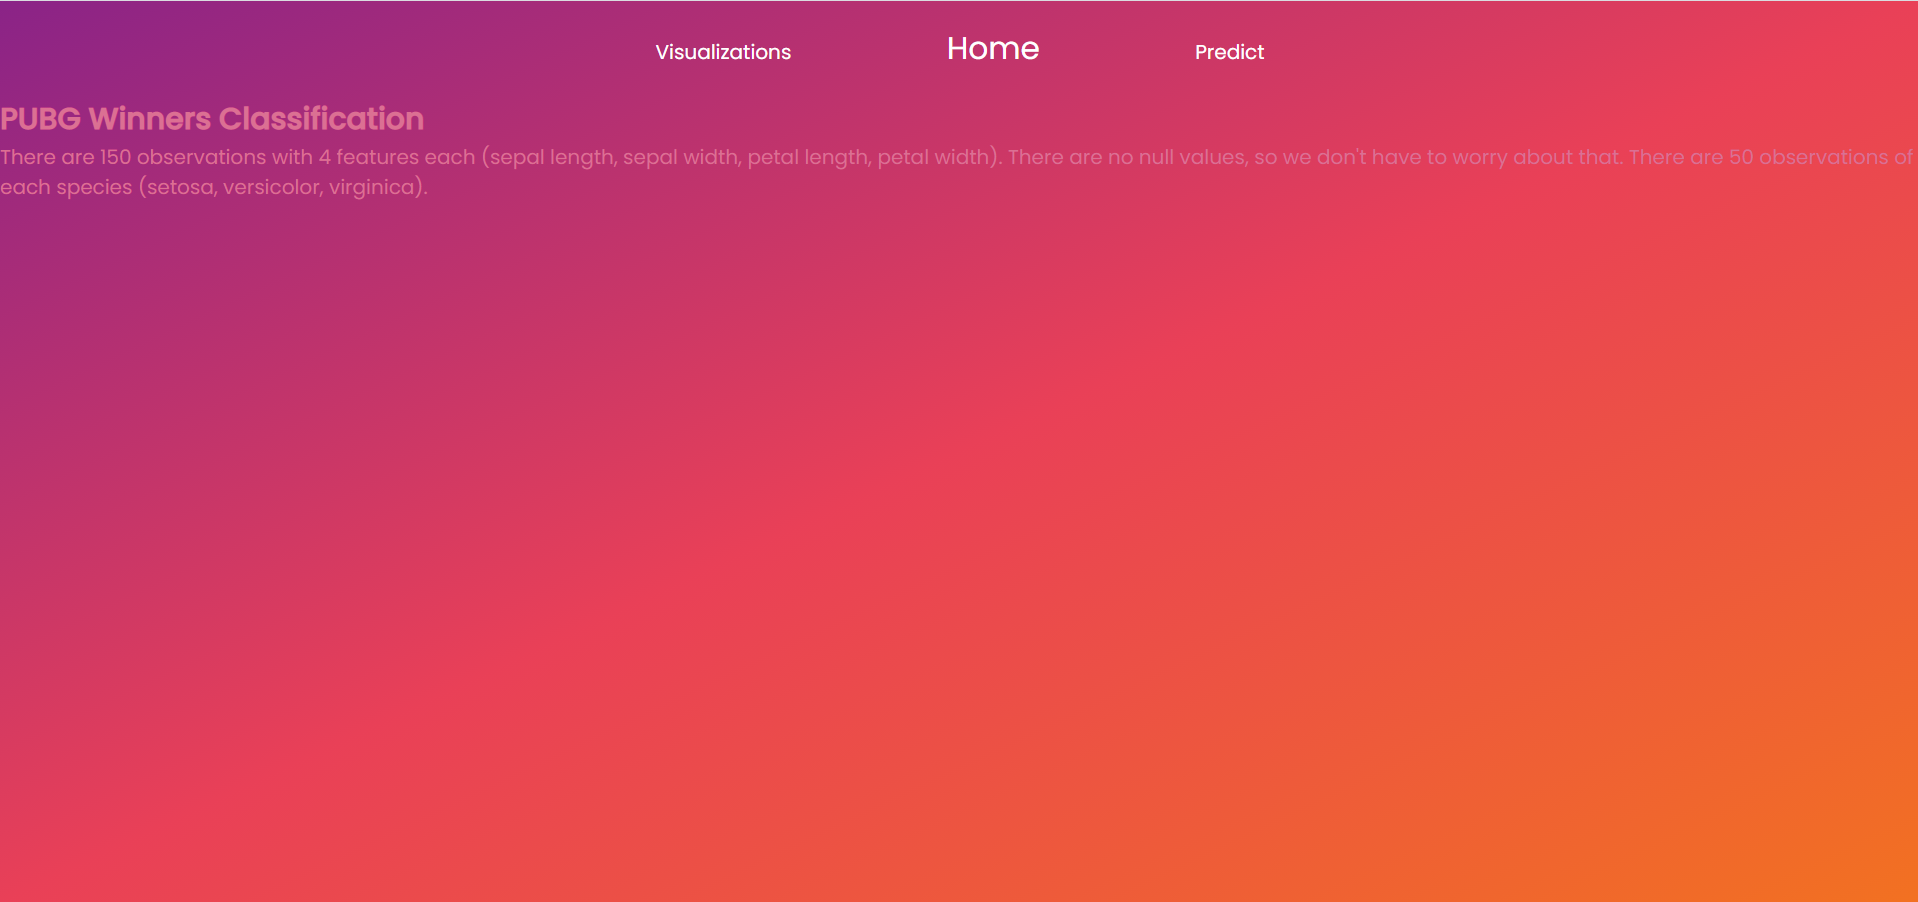 Visualizations Home Predict
PUBG Winners Classification
There are 150 observations with 4 features each (sepal length, sepal width, petal length, petal width). There are no null values, so we don't have to worry about that. There are 50 observations of
each species (setosa, versicolor, virginica).